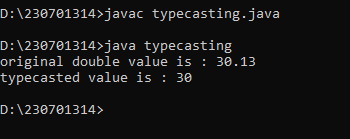 D:\230701314>javac typecasting.java
D:\230701314>java typecasting
original double value is : 30.13
typecasted value is : 30
D:\230701314>